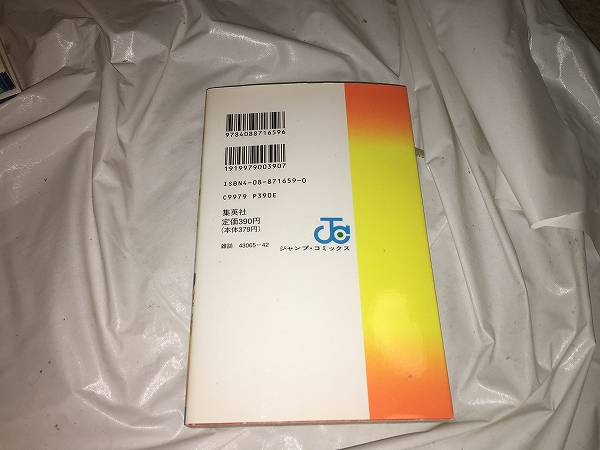 9784088716596
1919979003907
ISBN4-08-871659-0
C9979 P390E
集英社
定価390円
(本体379円)
雑誌 43065-42
JC
ジャンプ・コミックス